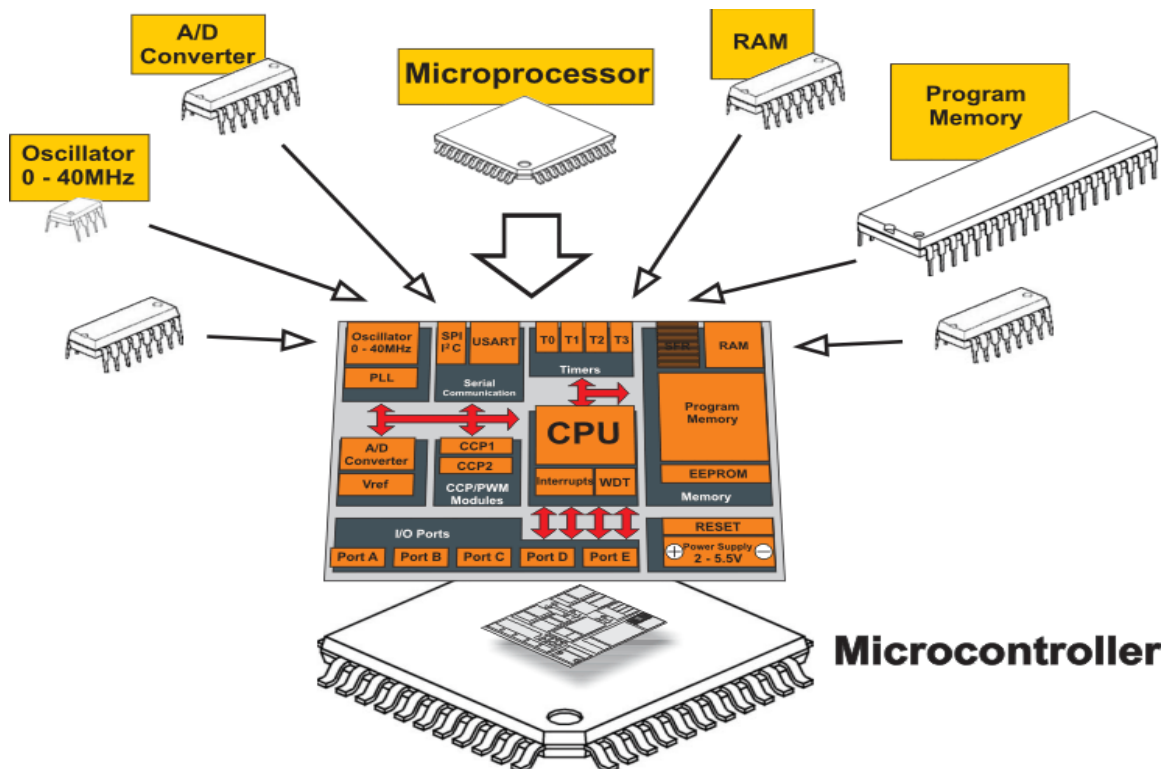 A/D
Converter
Microprocessor
RAM
Program
Memory
Oscillator
0 - 40MHz
Oscillator
0 - 40MHz
PLL
SPI
I²C
USART
Serial
Communication
T0 T1 T2 T3
Timers
SFR
RAM
Program
Memory
EEPROM
Memory
A/D
Converter
Vref
CCP1
CCP2
CCP/PWM
Modules
CPU
Interrupts
WDT
I/O Ports
Port A Port B Port C Port D Port E
RESET
+ Power Supply −
2 - 5.5V
Microcontroller